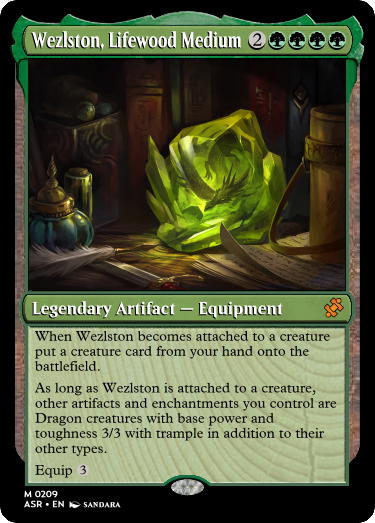 Wezlston, Lifewood Medium 2
Legendary Artifact — Equipment
When Wezlston becomes attached to a creature
put a creature card from your hand onto the
battlefield.
As long as Wezlston is attached to a creature,
other artifacts and enchantments you control are
Dragon creatures with base power and
toughness 3/3 with trample in addition to their
other types.
Equip 3
M 0209
ASR • EN SANDARA